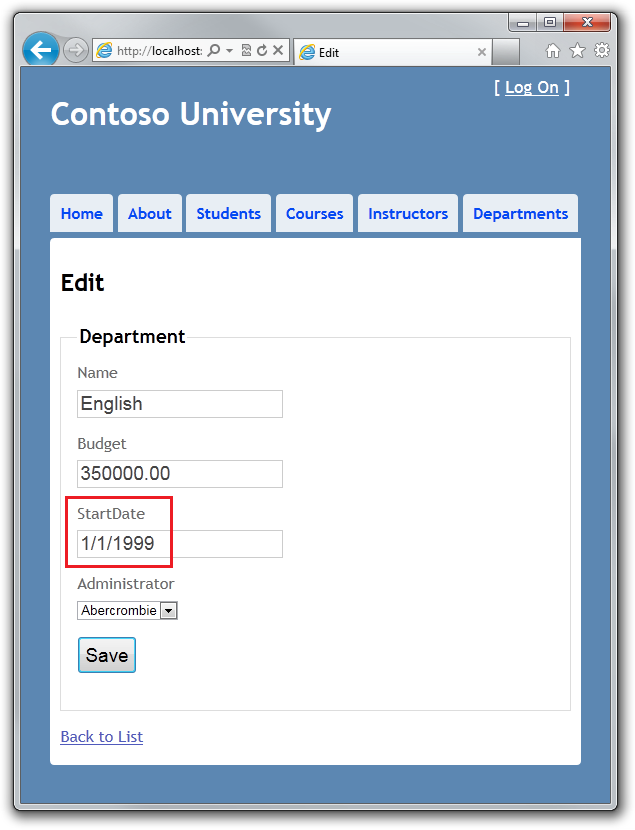 http://localhost:
Edit
[ Log On ]
Contoso University
Home About Students Courses Instructors Departments
Edit
Department
Name
English
Budget
350000.00
StartDate
1/1/1999
Administrator
Abercrombie
Save
Back to List